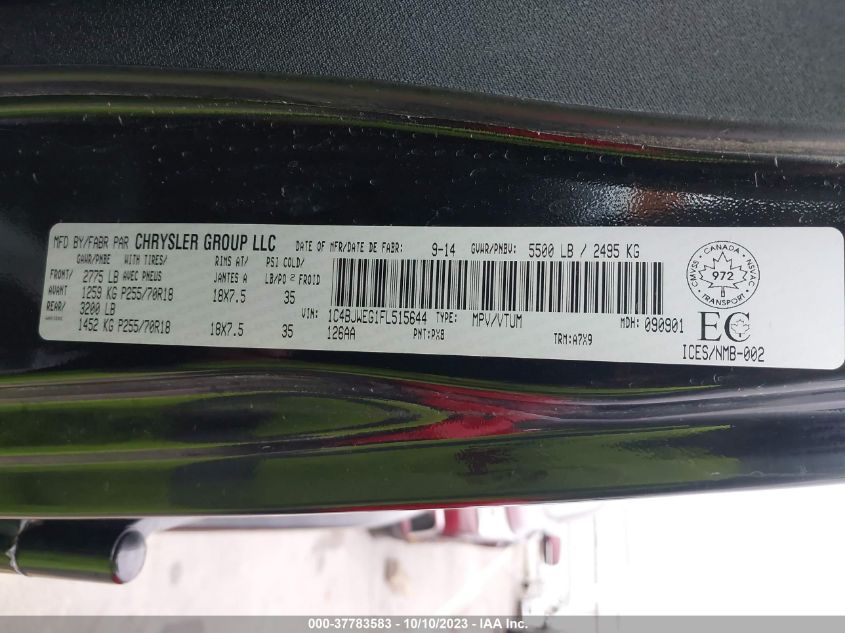 MFD BY/FABR PAR CHRYSLER GROUP LLC DATE OF MFR/DATE DE FABR: 9-14 GVWR/PNBV: 5500 LB / 2495 KG
GAWR/PNBE WITH TIRES/ RIMS AT/ PSI COLD/
FRONT/ 2775 LB AVEC PNEUS JANTES A LB/PO² FROID
AVANT 1259 KG P255/70R18 18X7.5 35
REAR/ 3200 LB VIN: 1C4BJWEG1FL515644 TYPE: MPV/VTUM MDH: 090901
1452 KG P255/70R18 18X7.5 35 126AA PNT:PX8 TRM:A7X9
CANADA
CMVSS 972 NSVAC
TRANSPORT
EC
ICES/NMB-002
000-37783583 - 10/10/2023 - IAA Inc.